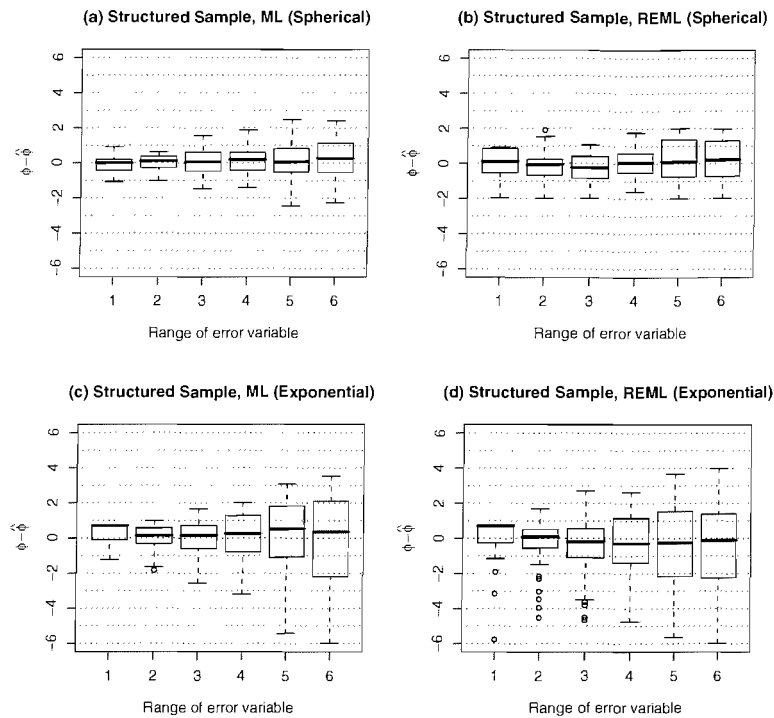 (a) Structured Sample, ML (Spherical)
6
4
2
0
-2
-4
-6
ϕ−ϕ̂
1 2 3 4 5 6
Range of error variable
(b) Structured Sample, REML (Spherical)
6
4
2
0
-2
-4
-6
ϕ−ϕ̂
1 2 3 4 5 6
Range of error variable
(c) Structured Sample, ML (Exponential)
6
4
2
0
-2
-4
-6
ϕ−ϕ̂
1 2 3 4 5 6
Range of error variable
(d) Structured Sample, REML (Exponential)
6
4
2
0
-2
-4
-6
ϕ−ϕ̂
1 2 3 4 5 6
Range of error variable